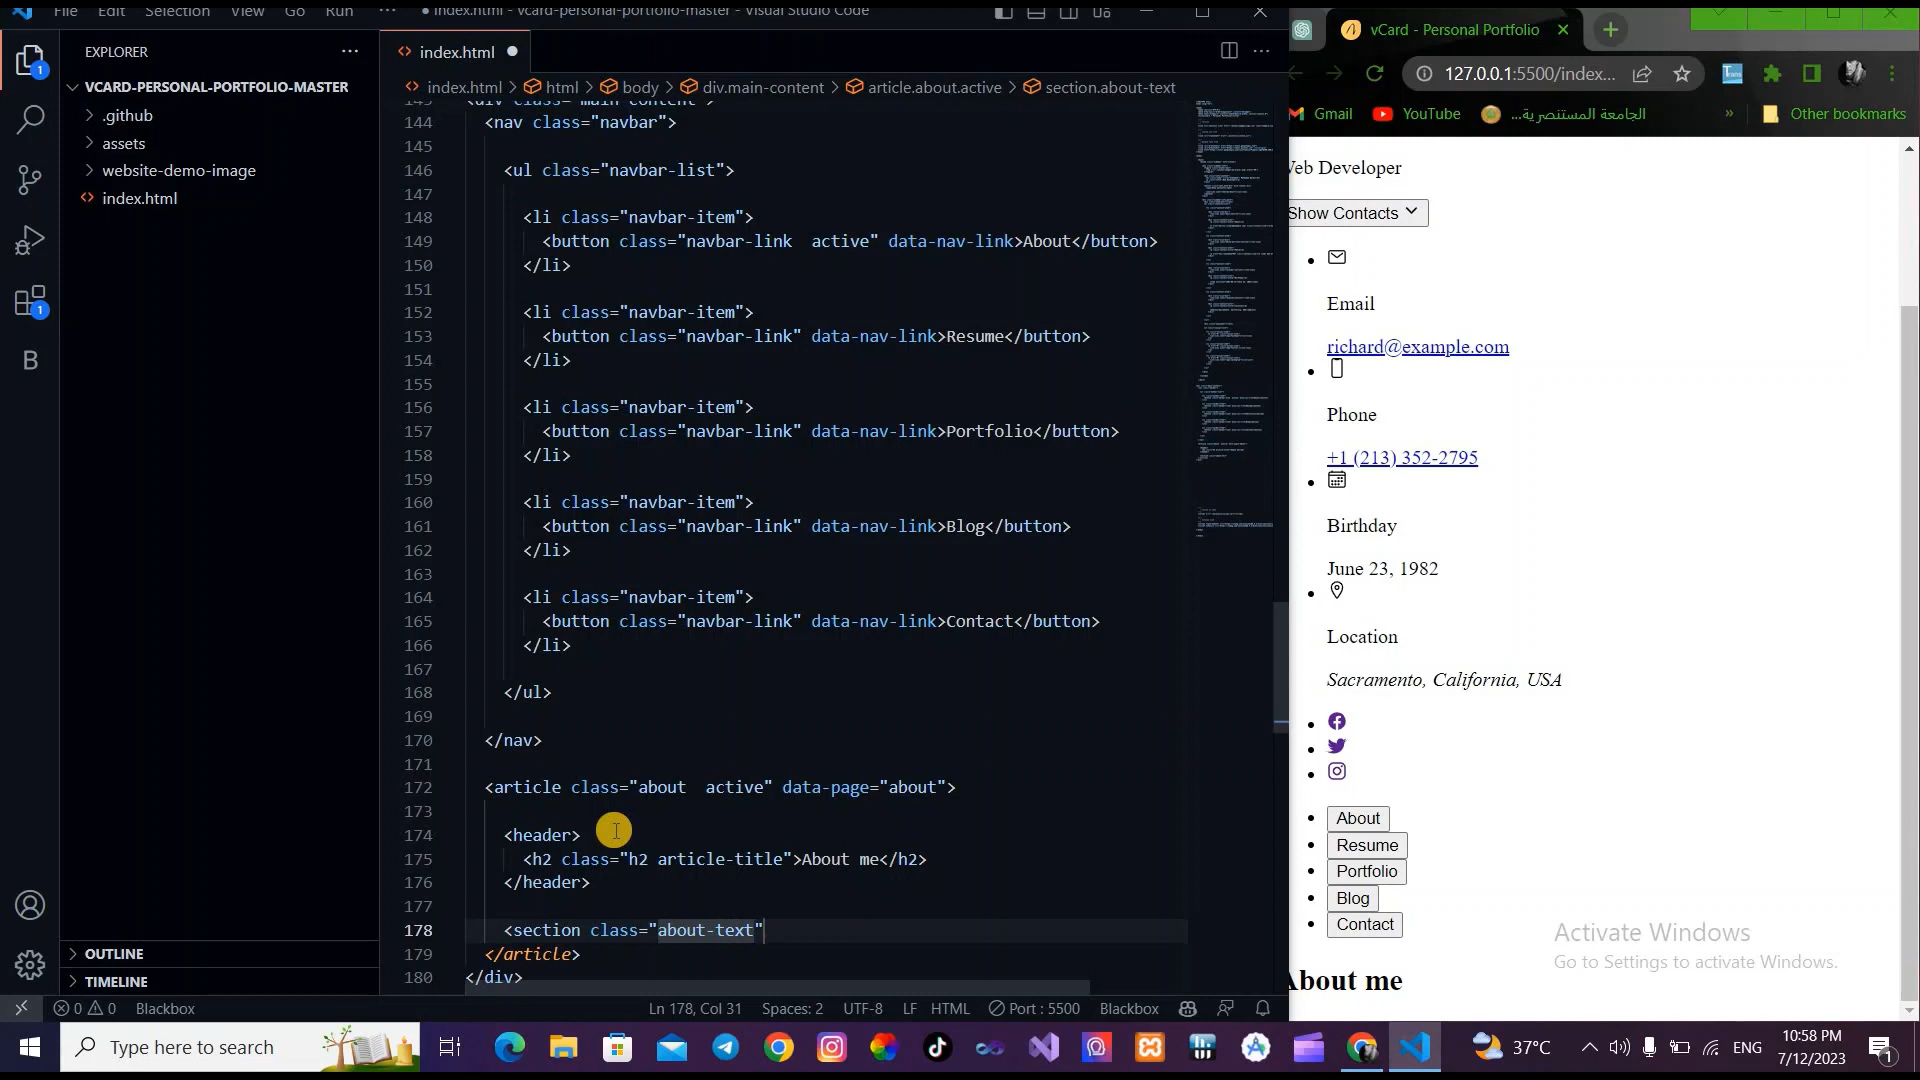 File Edit Selection View Go Run ··· ● index.html - vcard-personal-portfolio-master - Visual Studio Code
EXPLORER ···
VCARD-PERSONAL-PORTFOLIO-MASTER
.github
assets
website-demo-image
<> index.html
OUTLINE
TIMELINE
1
1
B
<> index.html ●
<> index.html > html > body > div.main-content > article.about.active > section.about-text
143 <div class="main-content">
144 <nav class="navbar">
145
146 <ul class="navbar-list">
147
148 <li class="navbar-item">
149 <button class="navbar-link  active" data-nav-link>About</button>
150 </li>
151
152 <li class="navbar-item">
153 <button class="navbar-link" data-nav-link>Resume</button>
154 </li>
155
156 <li class="navbar-item">
157 <button class="navbar-link" data-nav-link>Portfolio</button>
158 </li>
159
160 <li class="navbar-item">
161 <button class="navbar-link" data-nav-link>Blog</button>
162 </li>
163
164 <li class="navbar-item">
165 <button class="navbar-link" data-nav-link>Contact</button>
166 </li>
167
168 </ul>
169
170 </nav>
171
172 <article class="about  active" data-page="about">
173
174 <header>
175 <h2 class="h2 article-title">About me</h2>
176 </header>
177
178 <section class="about-text"
179 </article>
180 </div>
0 0 Blackbox Ln 178, Col 31 Spaces: 2 UTF-8 LF HTML Port : 5500 Blackbox
vCard - Personal Portfolio
127.0.0.1:5500/index...
Gmail YouTube الجامعة المستنصرية... » Other bookmarks
Web Developer
Show Contacts
Email
richard@example.com
Phone
+1 (213) 352-2795
Birthday
June 23, 1982
Location
Sacramento, California, USA
About
Resume
Portfolio
Blog
Contact
About me
Activate Windows
Go to Settings to activate Windows.
Type here to search
37°C ENG
10:58 PM
7/12/2023
1